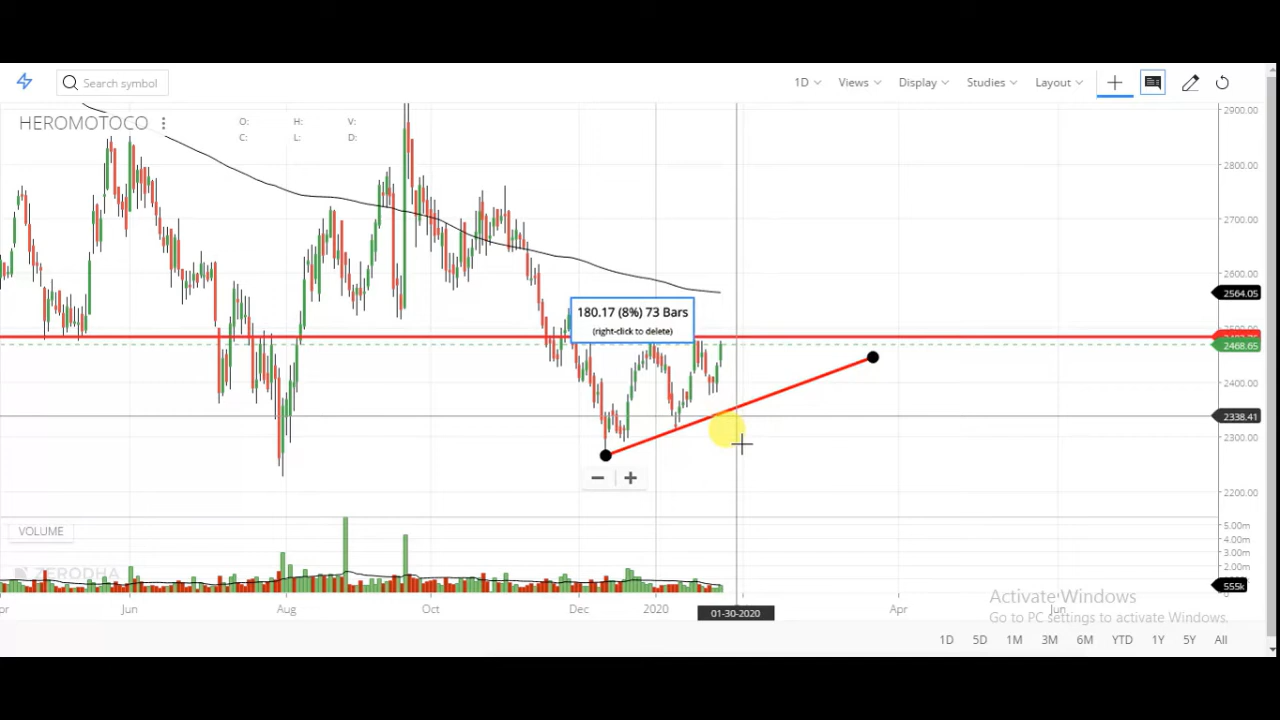 Search symbol
1D
Views
Display
Studies
Layout
HEROMOTOCO
O: H: V:
C: L: D:
2900.00
2800.00
2700.00
2600.00
2564.05
180.17 (8%) 73 Bars
(right-click to delete)
2468.65
2400.00
2338.41
2300.00
2200.00
VOLUME
5.00m
4.00m
3.00m
2.00m
ZERODHA
555k
Jun Aug Oct Dec 2020 01-30-2020 Apr Jun
Activate Windows
Go to PC settings to activate Windows.
1D 5D 1M 3M 6M YTD 1Y 5Y All